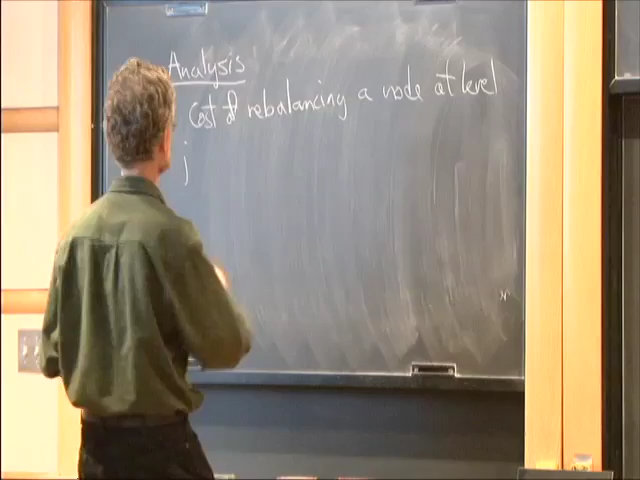 Analysis
Cost of rebalancing a node at level
j